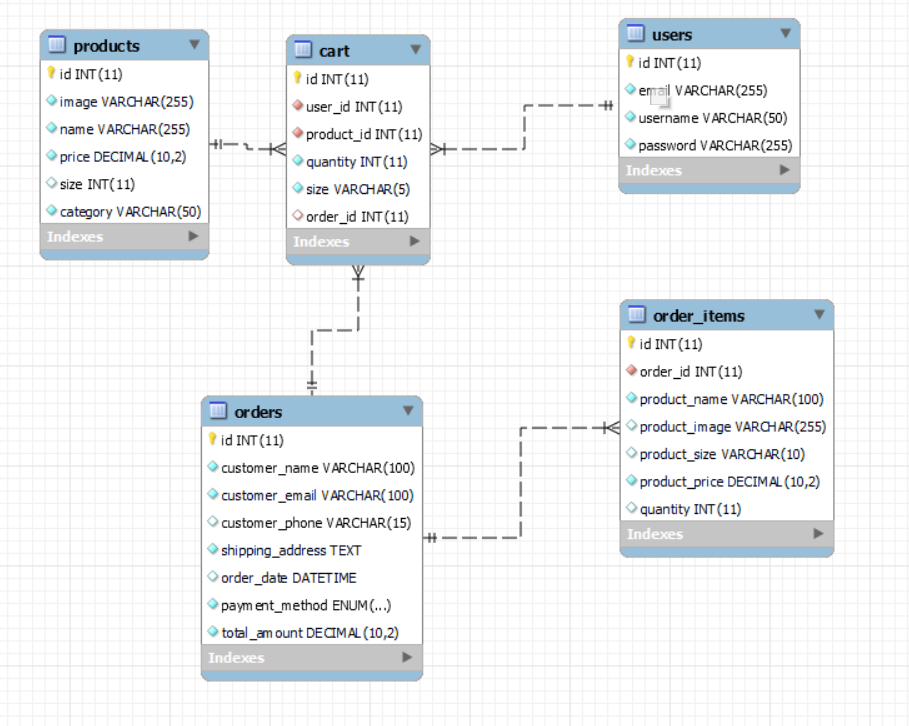 products
id INT(11)
image VARCHAR(255)
name VARCHAR(255)
price DECIMAL(10,2)
size INT(11)
category VARCHAR(50)
Indexes
cart
id INT(11)
user_id INT(11)
product_id INT(11)
quantity INT(11)
size VARCHAR(5)
order_id INT(11)
Indexes
users
id INT(11)
email VARCHAR(255)
username VARCHAR(50)
password VARCHAR(255)
Indexes
order_items
id INT(11)
order_id INT(11)
product_name VARCHAR(100)
product_image VARCHAR(255)
product_size VARCHAR(10)
product_price DECIMAL(10,2)
quantity INT(11)
Indexes
orders
id INT(11)
customer_name VARCHAR(100)
customer_email VARCHAR(100)
customer_phone VARCHAR(15)
shipping_address TEXT
order_date DATETIME
payment_method ENUM(...)
total_amount DECIMAL(10,2)
Indexes